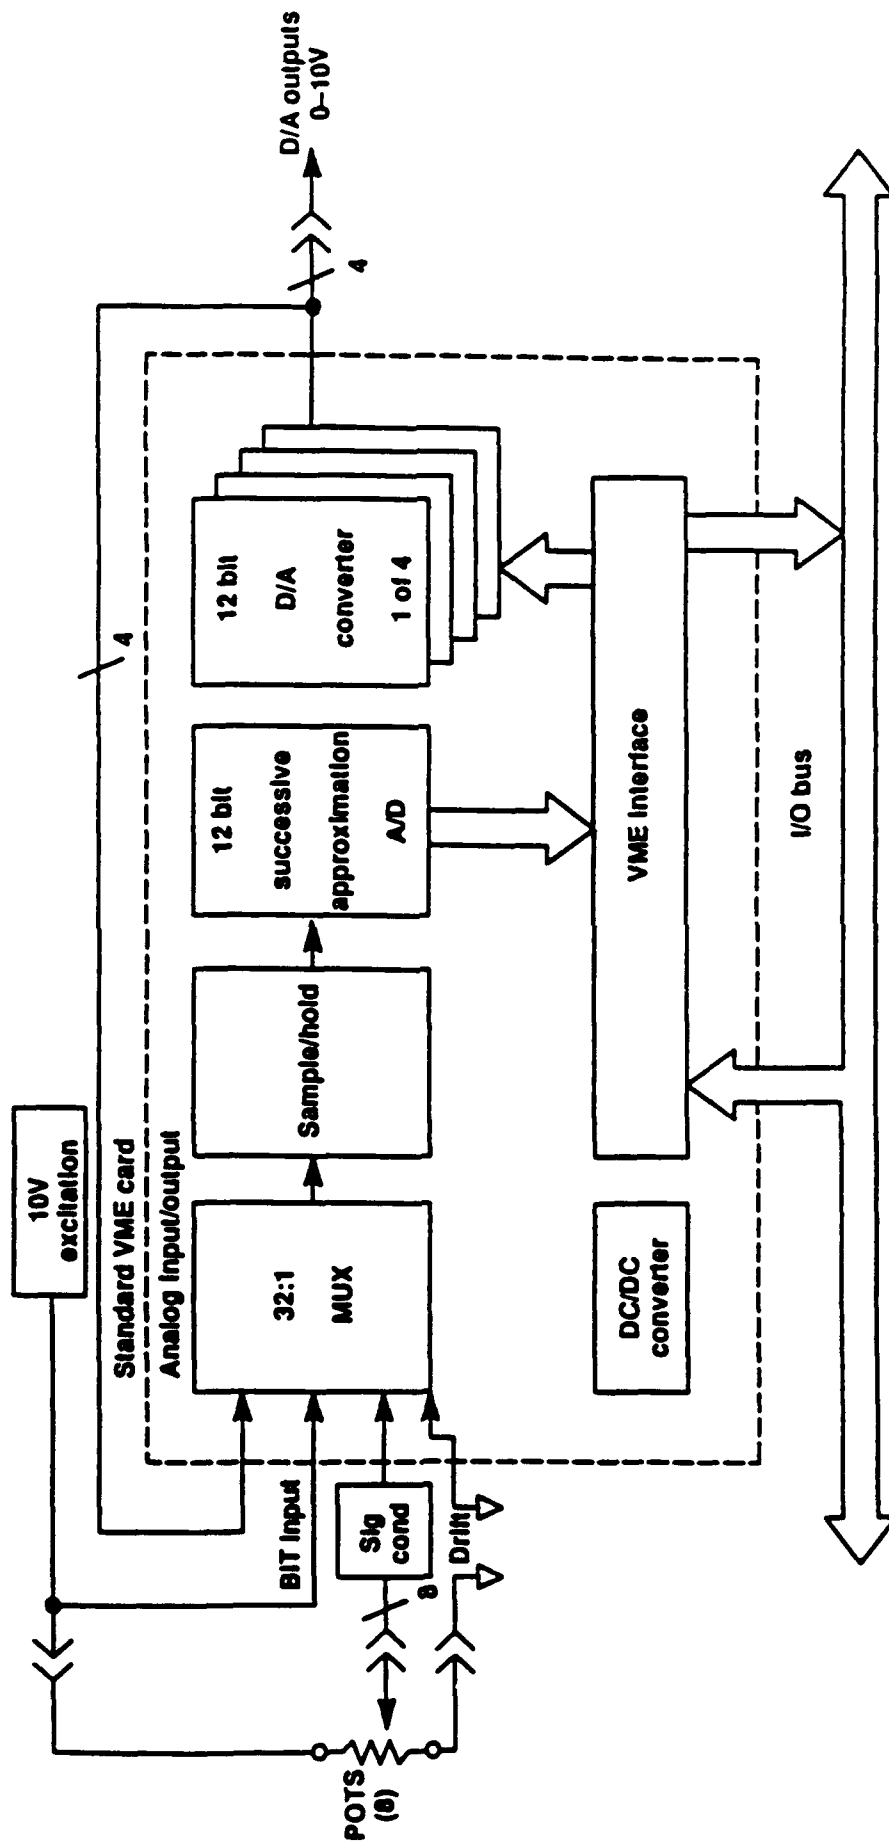 10V
excitation
Standard VME card
Analog input/output
4
4
D/A outputs
0–10V
BIT input
Sig
cond
8
Drift
POTS
(8)
32:1
MUX
Sample/hold
12 bit
successive
approximation
A/D
12 bit
D/A
converter
1 of 4
DC/DC
converter
VME interface
I/O bus